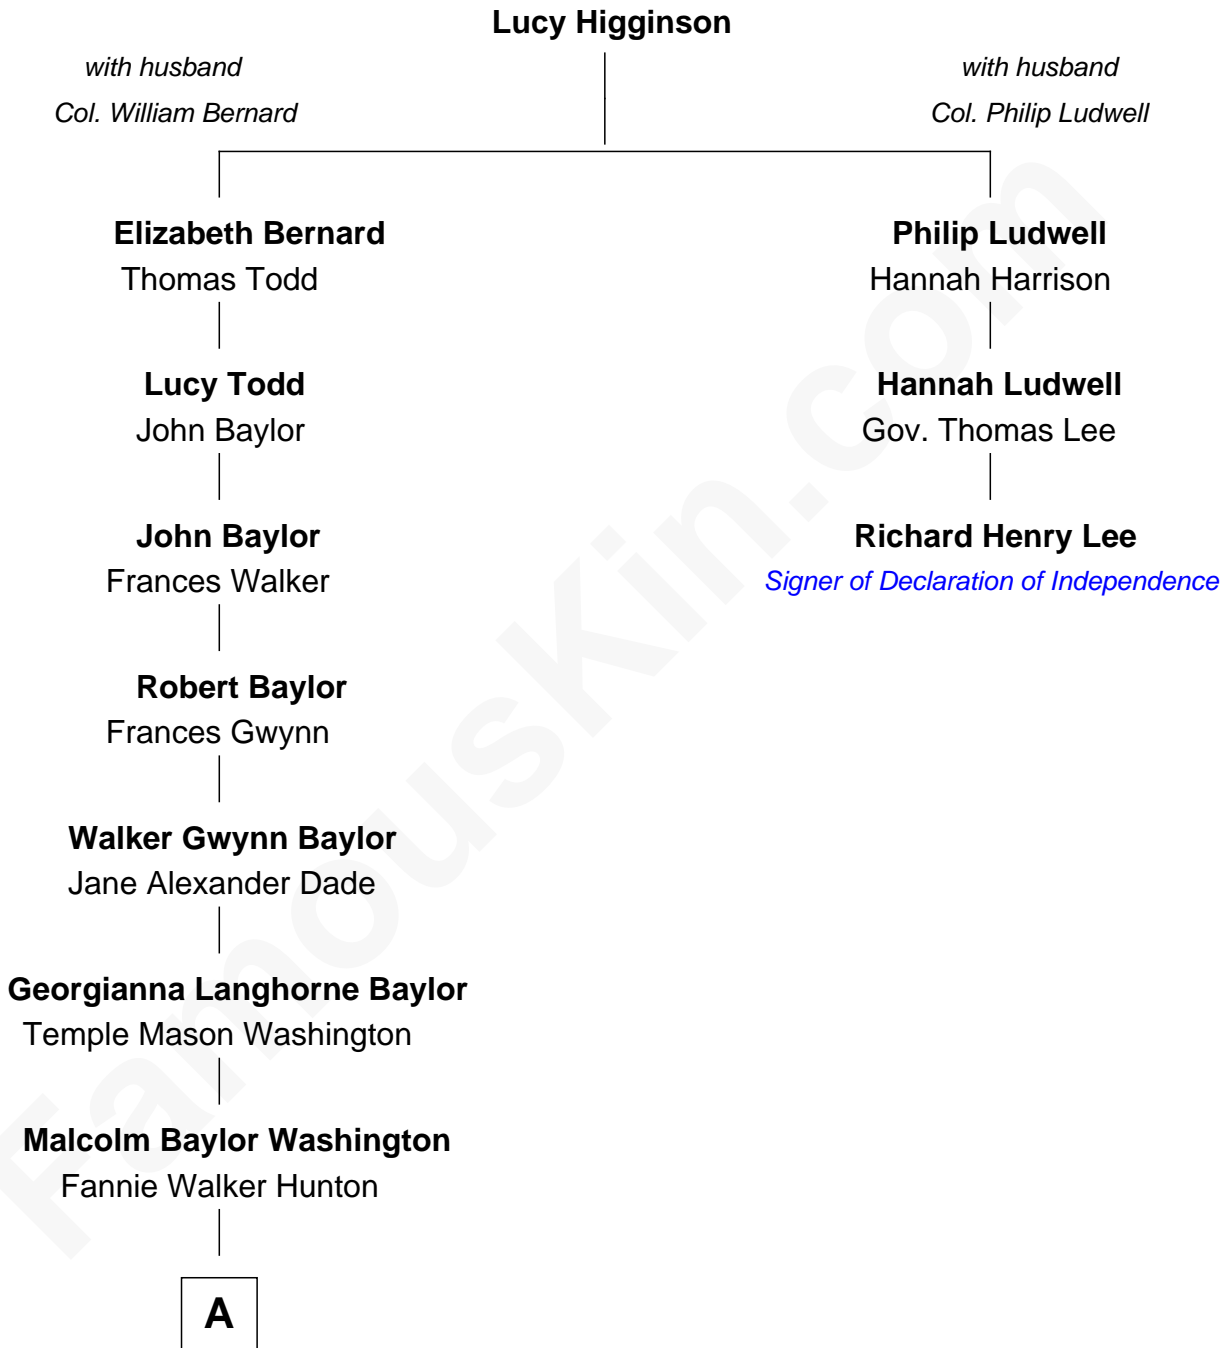 Lucy Higginson
with husband
Col. William Bernard
with husband
Col. Philip Ludwell
Elizabeth Bernard
Thomas Todd
Philip Ludwell
Hannah Harrison
Lucy Todd
John Baylor
Hannah Ludwell
Gov. Thomas Lee
John Baylor
Frances Walker
Richard Henry Lee
Signer of Declaration of Independence
Robert Baylor
Frances Gwynn
Walker Gwynn Baylor
Jane Alexander Dade
Georgianna Langhorne Baylor
Temple Mason Washington
Malcolm Baylor Washington
Fannie Walker Hunton
A
FamousKin.com